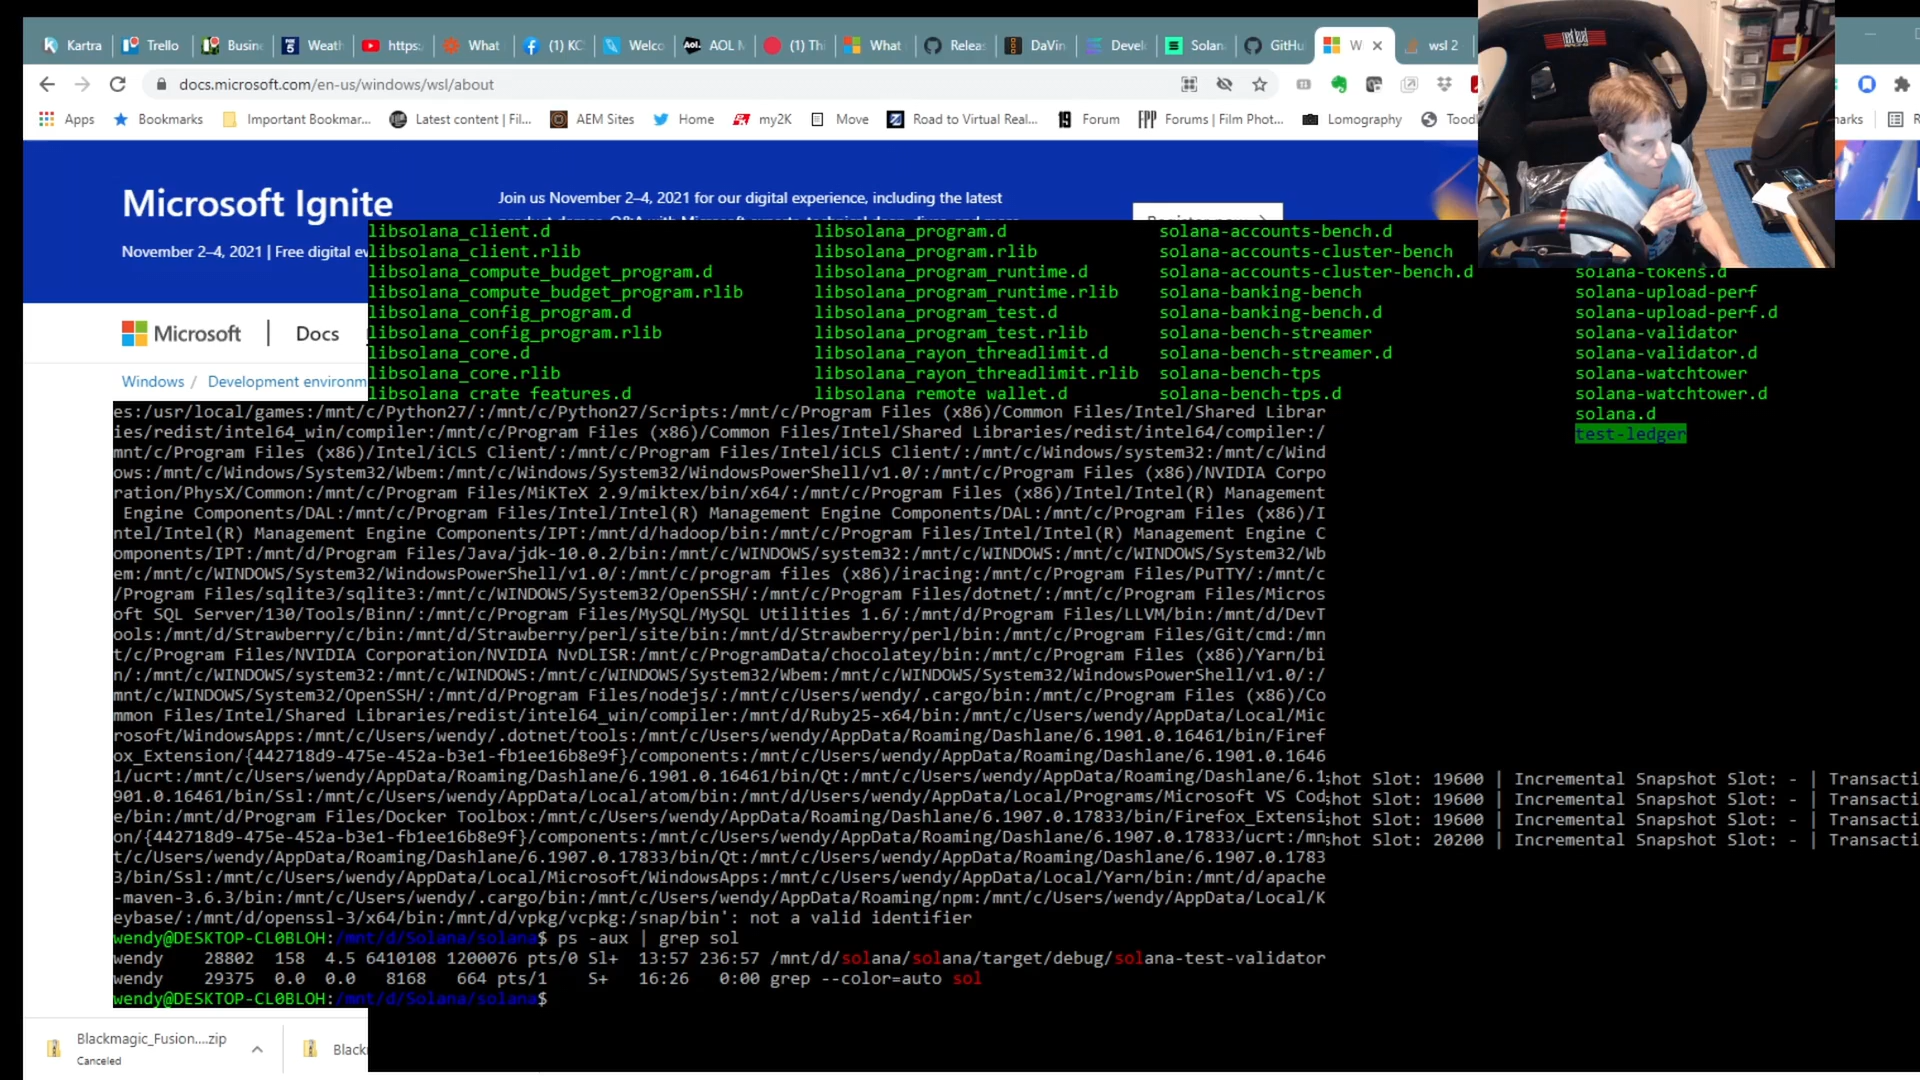 Kartra
Trello
Busin
Weath
https:
What
(1) KC
Welco
AOL M
(1) Th
What
Relea
DaVin
Devel
Solan
GitHu
W
wsl 2
docs.microsoft.com/en-us/windows/wsl/about
Apps
Bookmarks
Important Bookmar...
Latest content | Fil...
AEM Sites
Home
my2K
Move
Road to Virtual Real...
Forum
Forums | Film Phot...
Lomography
Toodl
marks
Microsoft Ignite
Join us November 2–4, 2021 for our digital experience, including the latest
November 2–4, 2021 | Free digital ev
Microsoft | Docs
Windows / Development environm
libsolana_client.d
libsolana_client.rlib
libsolana_compute_budget_program.d
libsolana_compute_budget_program.rlib
libsolana_config_program.d
libsolana_config_program.rlib
libsolana_core.d
libsolana_core.rlib
libsolana_crate_features.d
libsolana_program.d
libsolana_program.rlib
libsolana_program_runtime.d
libsolana_program_runtime.rlib
libsolana_program_test.d
libsolana_program_test.rlib
libsolana_rayon_threadlimit.d
libsolana_rayon_threadlimit.rlib
libsolana_remote_wallet.d
solana-accounts-bench.d
solana-accounts-cluster-bench
solana-accounts-cluster-bench.d
solana-banking-bench
solana-banking-bench.d
solana-bench-streamer
solana-bench-streamer.d
solana-bench-tps
solana-bench-tps.d
solana-tokens.d
solana-upload-perf
solana-upload-perf.d
solana-validator
solana-validator.d
solana-watchtower
solana-watchtower.d
solana.d
test-ledger
es:/usr/local/games:/mnt/c/Python27/:/mnt/c/Python27/Scripts:/mnt/c/Program Files (x86)/Common Files/Intel/Shared Librar
ies/redist/intel64_win/compiler:/mnt/c/Program Files (x86)/Common Files/Intel/Shared Libraries/redist/intel64/compiler:/
mnt/c/Program Files (x86)/Intel/iCLS Client/:/mnt/c/Program Files/Intel/iCLS Client/:/mnt/c/Windows/system32:/mnt/c/Wind
ows:/mnt/c/Windows/System32/Wbem:/mnt/c/Windows/System32/WindowsPowerShell/v1.0/:/mnt/c/Program Files (x86)/NVIDIA Corpo
ration/PhysX/Common:/mnt/c/Program Files/MiKTeX 2.9/miktex/bin/x64/:/mnt/c/Program Files (x86)/Intel/Intel(R) Management
 Engine Components/DAL:/mnt/c/Program Files/Intel/Intel(R) Management Engine Components/DAL:/mnt/c/Program Files (x86)/I
ntel/Intel(R) Management Engine Components/IPT:/mnt/d/hadoop/bin:/mnt/c/Program Files/Intel/Intel(R) Management Engine C
omponents/IPT:/mnt/d/Program Files/Java/jdk-10.0.2/bin:/mnt/c/WINDOWS/system32:/mnt/c/WINDOWS:/mnt/c/WINDOWS/System32/Wb
em:/mnt/c/WINDOWS/System32/WindowsPowerShell/v1.0/:/mnt/c/program files (x86)/iracing:/mnt/c/Program Files/PuTTY/:/mnt/c
/Program Files/sqlite3/sqlite3:/mnt/c/WINDOWS/System32/OpenSSH/:/mnt/c/Program Files/dotnet/:/mnt/c/Program Files/Micros
oft SQL Server/130/Tools/Binn/:/mnt/c/Program Files/MySQL/MySQL Utilities 1.6/:/mnt/d/Program Files/LLVM/bin:/mnt/d/DevT
ools:/mnt/d/Strawberry/c/bin:/mnt/d/Strawberry/perl/site/bin:/mnt/d/Strawberry/perl/bin:/mnt/c/Program Files/Git/cmd:/mn
t/c/Program Files/NVIDIA Corporation/NVIDIA NvDLISR:/mnt/c/ProgramData/chocolatey/bin:/mnt/c/Program Files (x86)/Yarn/bi
n/:/mnt/c/WINDOWS/system32:/mnt/c/WINDOWS:/mnt/c/WINDOWS/System32/Wbem:/mnt/c/WINDOWS/System32/WindowsPowerShell/v1.0/:/
mnt/c/WINDOWS/System32/OpenSSH/:/mnt/d/Program Files/nodejs/:/mnt/c/Users/wendy/.cargo/bin:/mnt/c/Program Files (x86)/Co
mmon Files/Intel/Shared Libraries/redist/intel64_win/compiler:/mnt/d/Ruby25-x64/bin:/mnt/c/Users/wendy/AppData/Local/Mic
rosoft/WindowsApps:/mnt/c/Users/wendy/.dotnet/tools:/mnt/c/Users/wendy/AppData/Roaming/Dashlane/6.1901.0.16461/bin/Firef
ox_Extension/{442718d9-475e-452a-b3e1-fb1ee16b8e9f}/components:/mnt/c/Users/wendy/AppData/Roaming/Dashlane/6.1901.0.1646
1/ucrt:/mnt/c/Users/wendy/AppData/Roaming/Dashlane/6.1901.0.16461/bin/Qt:/mnt/c/Users/wendy/AppData/Roaming/Dashlane/6.1
901.0.16461/bin/Ssl:/mnt/c/Users/wendy/AppData/Local/atom/bin:/mnt/c/Users/wendy/AppData/Local/Programs/Microsoft VS Cod
e/bin:/mnt/d/Program Files/Docker Toolbox:/mnt/c/Users/wendy/AppData/Roaming/Dashlane/6.1907.0.17833/bin/Firefox_Extensi
on/{442718d9-475e-452a-b3e1-fb1ee16b8e9f}/components:/mnt/c/Users/wendy/AppData/Roaming/Dashlane/6.1907.0.17833/ucrt:/mn
t/c/Users/wendy/AppData/Roaming/Dashlane/6.1907.0.17833/bin/Qt:/mnt/c/Users/wendy/AppData/Roaming/Dashlane/6.1907.0.1783
3/bin/Ssl:/mnt/c/Users/wendy/AppData/Local/Microsoft/WindowsApps:/mnt/c/Users/wendy/AppData/Local/Yarn/bin:/mnt/d/apache
-maven-3.6.3/bin:/mnt/c/Users/wendy/.cargo/bin:/mnt/c/Users/wendy/AppData/Roaming/npm:/mnt/c/Users/wendy/AppData/Local/K
eybase/:/mnt/d/openssl-3/x64/bin:/mnt/d/vpkg/vcpkg:/snap/bin': not a valid identifier
wendy@DESKTOP-CL0BLOH:/mnt/d/Solana/solana$ ps -aux | grep sol
wendy 28802 158 4.5 6410108 1200076 pts/0 Sl+ 13:57 236:57 /mnt/d/solana/solana/target/debug/solana-test-validator
wendy 29375 0.0 0.0 8168 664 pts/1 S+ 16:26 0:00 grep --color=auto sol
wendy@DESKTOP-CL0BLOH:/mnt/d/Solana/solana$
shot Slot: 19600 | Incremental Snapshot Slot: - | Transacti
shot Slot: 19600 | Incremental Snapshot Slot: - | Transacti
shot Slot: 19600 | Incremental Snapshot Slot: - | Transacti
shot Slot: 20200 | Incremental Snapshot Slot: - | Transacti
Blackmagic_Fusion....zip
Canceled
Black